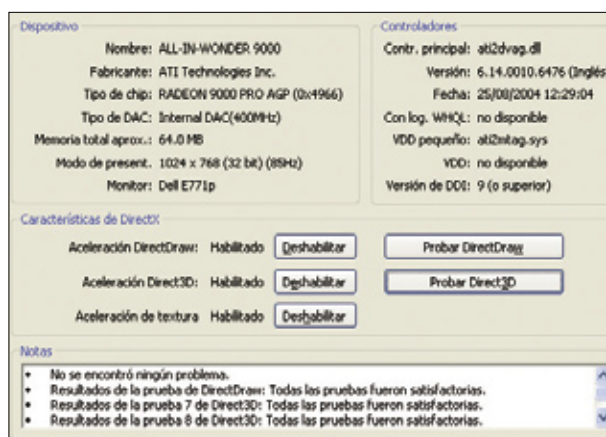 Dispositivo
Nombre: ALL-IN-WONDER 9000
Fabricante: ATI Technologies Inc.
Tipo de chip: RADEON 9000 PRO AGP (0x4966)
Tipo de DAC: Internal DAC(400MHz)
Memoria total aprox.: 64.0 MB
Modo de present. 1024 x 768 (32 bit) (85Hz)
Monitor: Dell E771p
Controladores
Contr. principal: ati2dvag.dll
Versión: 6.14.0010.6476 (Inglés
Fecha: 25/08/2004 12:29:04
Con log. WHQL: no disponible
VDD pequeño: ati2mtag.sys
VDD: no disponible
Versión de DDI: 9 (o superior)
Características de DirectX
Aceleración DirectDraw: Habilitado Deshabilitar Probar DirectDraw
Aceleración Direct3D: Habilitado Deshabilitar Probar Direct3D
Aceleración de textura Habilitado Deshabilitar
Notas
• No se encontró ningún problema.
• Resultados de la prueba de DirectDraw: Todas las pruebas fueron satisfactorias.
• Resultados de la prueba 7 de Direct3D: Todas las pruebas fueron satisfactorias.
• Resultados de la prueba 8 de Direct3D: Todas las pruebas fueron satisfactorias.